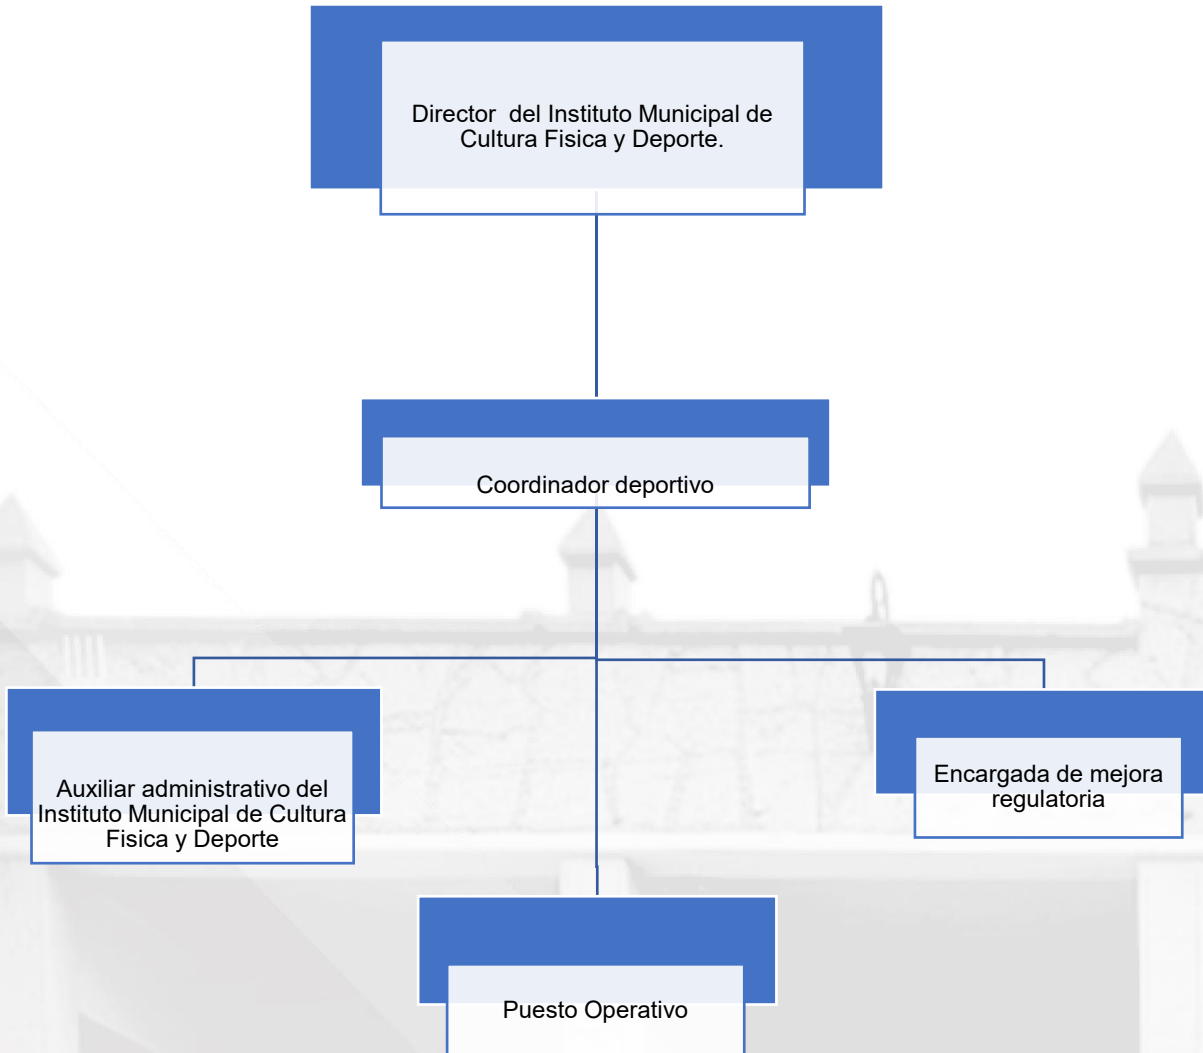 Director  del Instituto Municipal de
Cultura Fisica y Deporte.
Coordinador deportivo
Auxiliar administrativo del
Instituto Municipal de Cultura
Fisica y Deporte
Encargada de mejora
regulatoria
Puesto Operativo